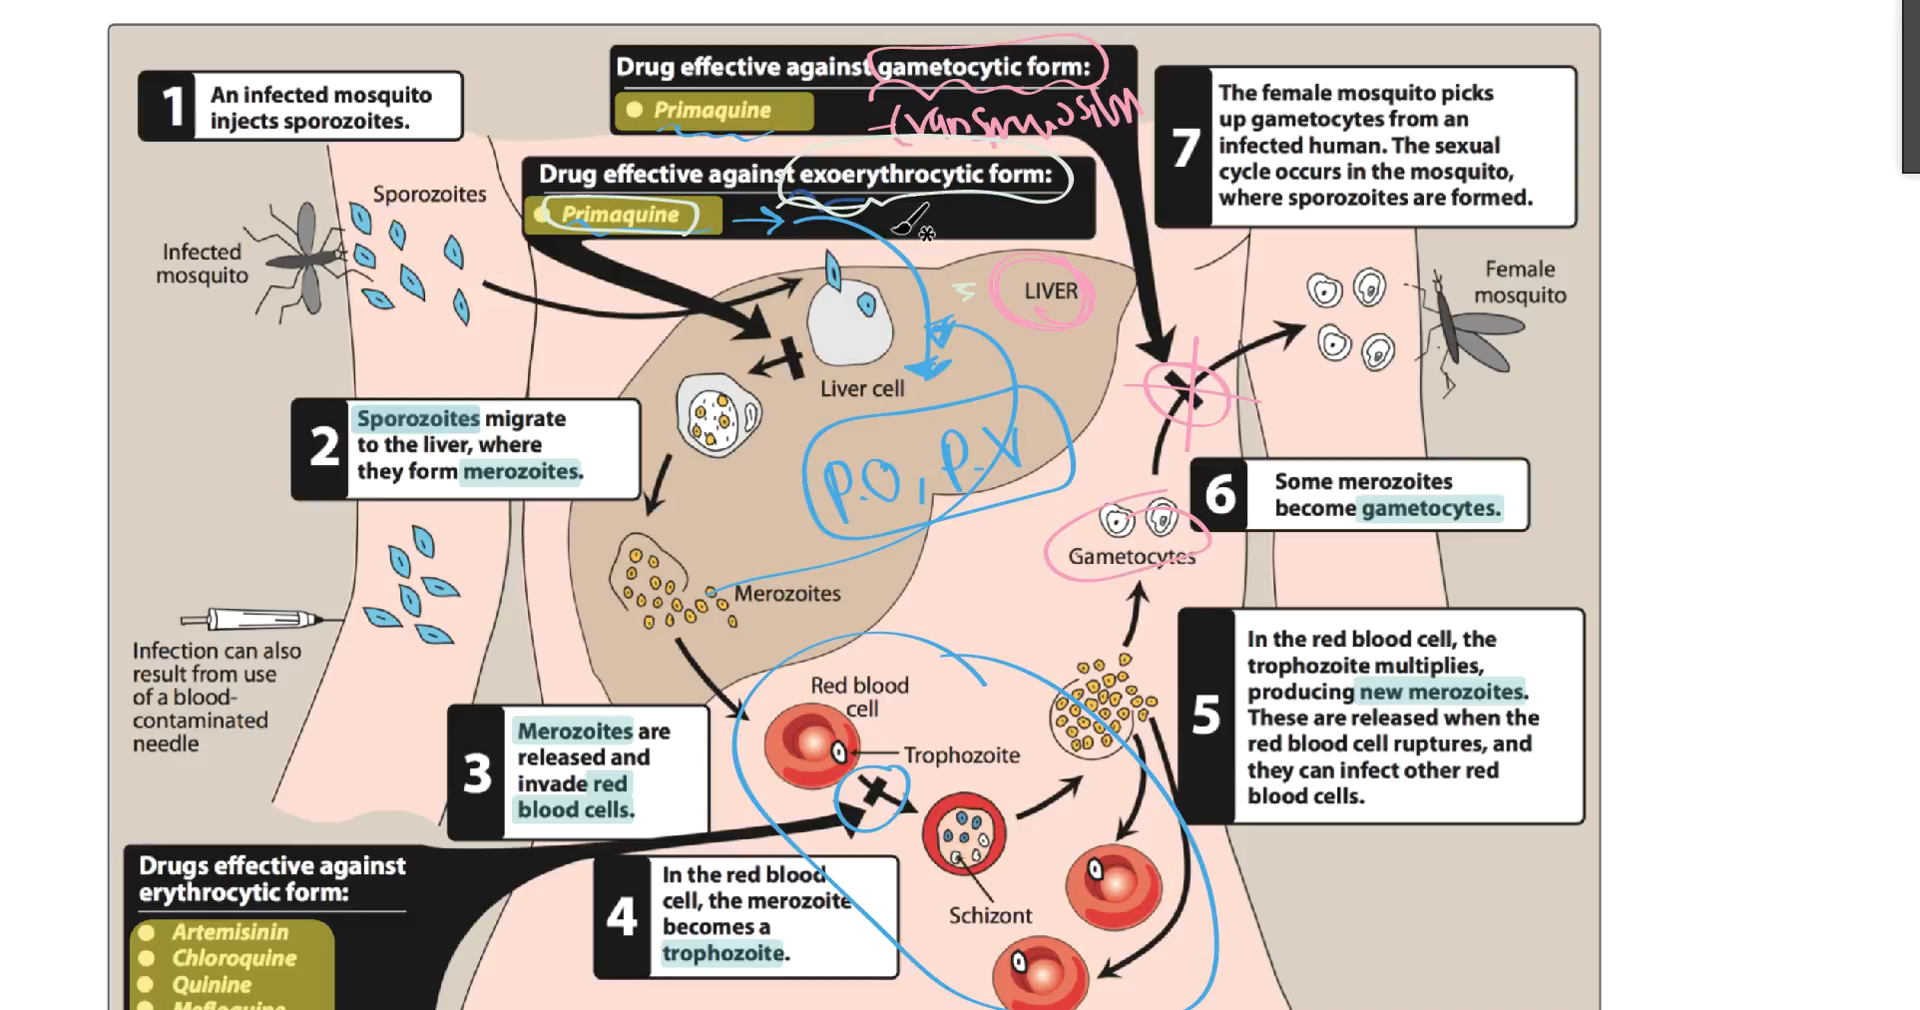 1
An infected mosquito
injects sporozoites.
Drug effective against gametocytic form:
Primaquine
Drug effective against exoerythrocytic form:
Primaquine
7
The female mosquito picks
up gametocytes from an
infected human. The sexual
cycle occurs in the mosquito,
where sporozoites are formed.
Sporozoites
Infected
mosquito
LIVER
Female
mosquito
Liver cell
2
Sporozoites migrate
to the liver, where
they form merozoites.
P.O, P.V
6
Some merozoites
become gametocytes.
Gametocytes
Merozoites
Infection can also
result from use
of a blood-
contaminated
needle
5
In the red blood cell, the
trophozoite multiplies,
producing new merozoites.
These are released when the
red blood cell ruptures, and
they can infect other red
blood cells.
3
Merozoites are
released and
invade red
blood cells.
Red blood
cell
Trophozoite
Schizont
4
In the red blood
cell, the merozoite
becomes a
trophozoite.
Drugs effective against
erythrocytic form:
Artemisinin
Chloroquine
Quinine
Mefloquine